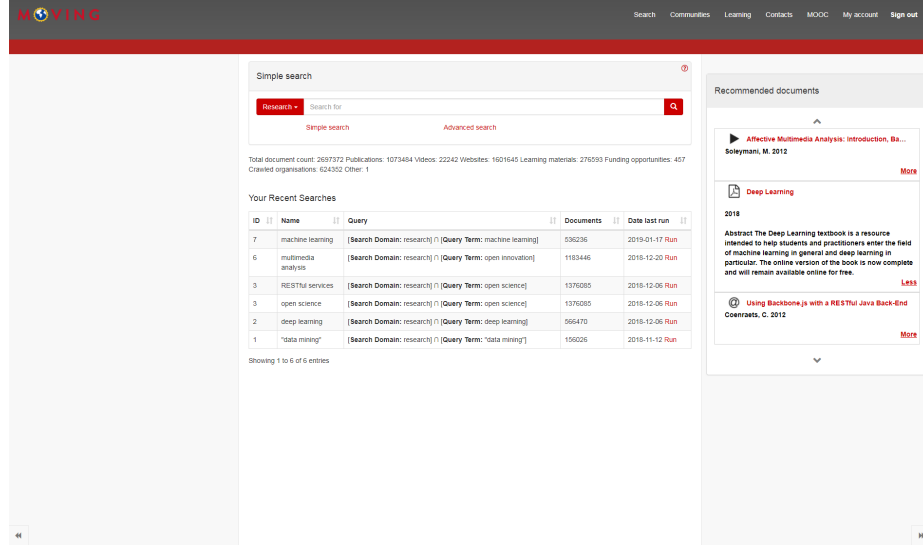 MOVING
Search Communities Learning Contacts MOOC My account Sign out
Simple search
Research
Search for
Simple search Advanced search
Total document count: 2697372 Publications: 1073484 Videos: 22242 Websites: 1601645 Learning materials: 276593 Funding opportunities: 457
Crawled organisations: 624352 Other: 1
Your Recent Searches
ID Name Query Documents Date last run
7 machine learning [Search Domain: research] ∩ [Query Term: machine learning] 536236 2019-01-17 Run
6 multimedia analysis [Search Domain: research] ∩ [Query Term: open innovation] 1183446 2018-12-20 Run
3 RESTful services [Search Domain: research] ∩ [Query Term: open science] 1376085 2018-12-06 Run
3 open science [Search Domain: research] ∩ [Query Term: open science] 1376085 2018-12-06 Run
2 deep learning [Search Domain: research] ∩ [Query Term: deep learning] 566470 2018-12-06 Run
1 "data mining" [Search Domain: research] ∩ [Query Term: "data mining"] 156026 2018-11-12 Run
Showing 1 to 6 of 6 entries
Recommended documents
Affective Multimedia Analysis: Introduction, Ba...
Soleymani, M. 2012
More
Deep Learning
2018
Abstract The Deep Learning textbook is a resource
intended to help students and practitioners enter the field
of machine learning in general and deep learning in
particular. The online version of the book is now complete
and will remain available online for free.
Less
@ Using Backbone.js with a RESTful Java Back-End
Coenraets, C. 2012
More